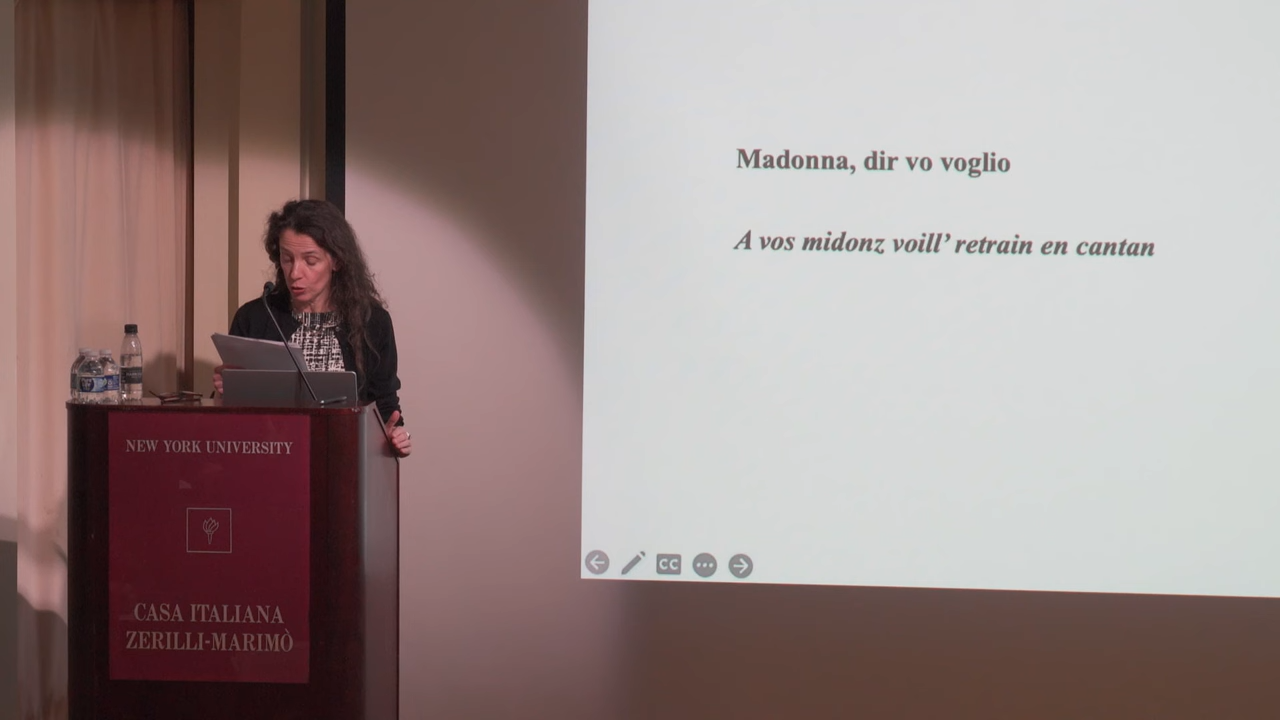 Madonna, dir vo voglio
A vos midonz voill’ retrain en cantan
CC
NEW YORK UNIVERSITY
CASA ITALIANA
ZERILLI-MARIMÒ